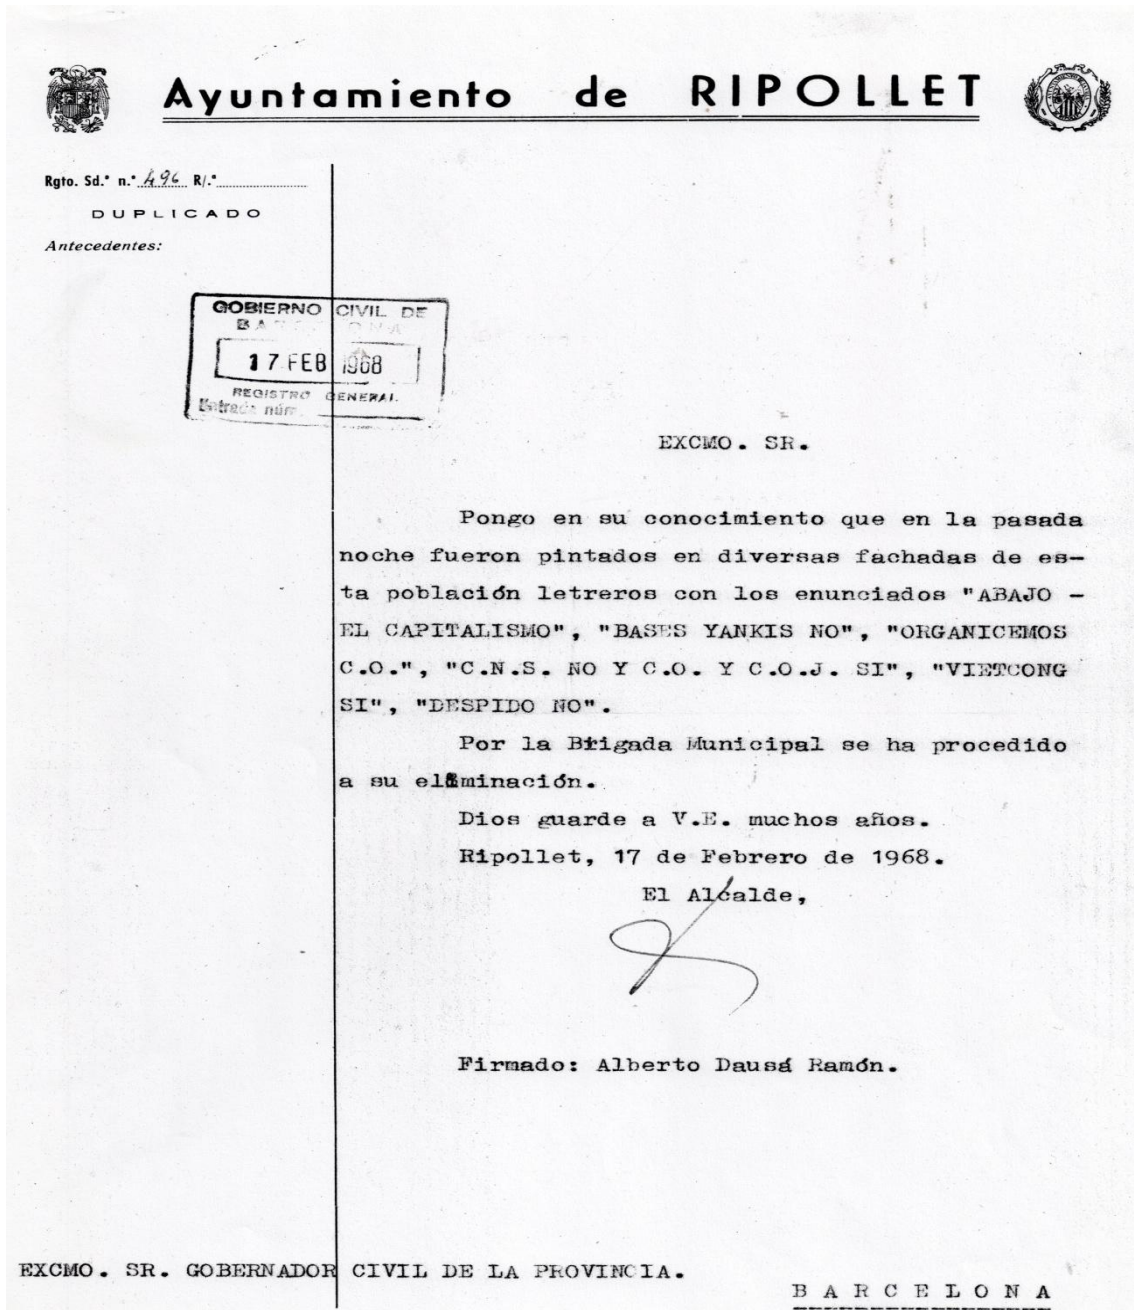 Ayuntamiento de RIPOLLET
Rgto. Sd.º n.º 496 R/.º
DUPLICADO
Antecedentes:
GOBIERNO CIVIL DE
BARCELONA
17 FEB 1968
REGISTRO GENERAL.
Entrada núm.
EXCMO. SR.
Pongo en su conocimiento que en la pasada
noche fueron pintados en diversas fachadas de es-
ta población letreros con los enunciados "ABAJO -
EL CAPITALISMO", "BASES YANKIS NO", "ORGANICEMOS
C.O.", "C.N.S. NO Y C.O. Y C.O.J. SI", "VIETCONG
SI", "DESPIDO NO".
Por la Brigada Municipal se ha procedido
a su eliminación.
Dios guarde a V.E. muchos años.
Ripollet, 17 de Febrero de 1968.
El Alcalde,
Firmado: Alberto Dausá Ramón.
EXCMO. SR. GOBERNADOR CIVIL DE LA PROVINCIA.
BARCELONA